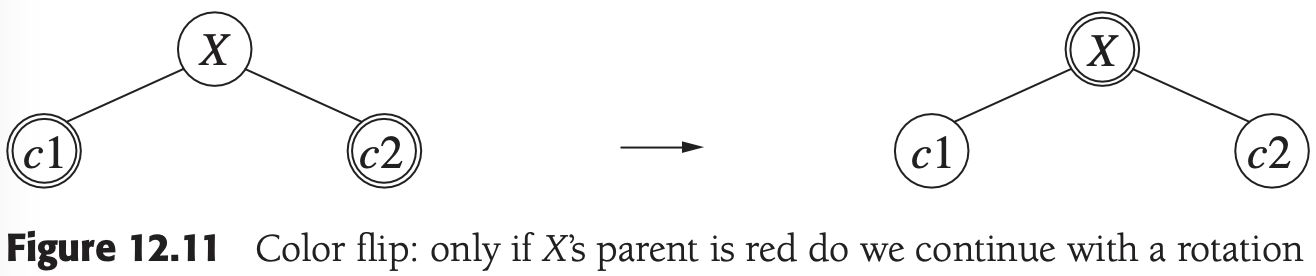 X X
c1 c2 c1 c2
Figure 12.11 Color flip: only if X's parent is red do we continue with a rotation